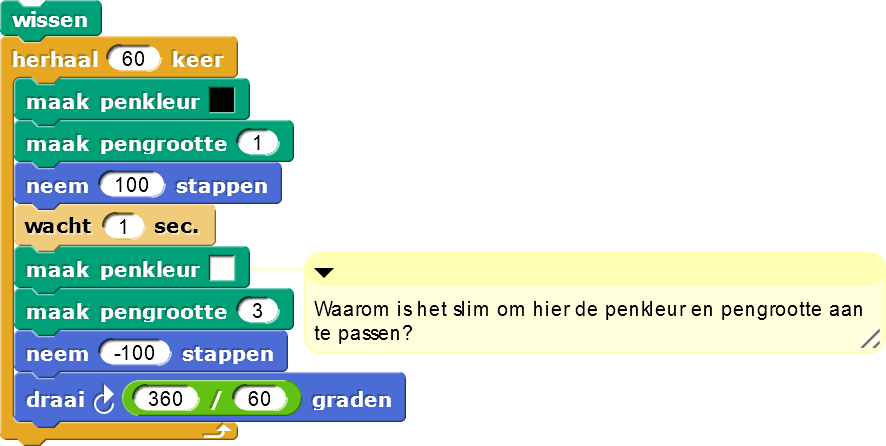 wissen
herhaal 60 keer
maak penkleur
maak pengrootte 1
neem 100 stappen
wacht 1 sec.
maak penkleur
Waarom is het slim om hier de penkleur en pengrootte aan
te passen?
maak pengrootte 3
neem -100 stappen
draai 360 / 60 graden